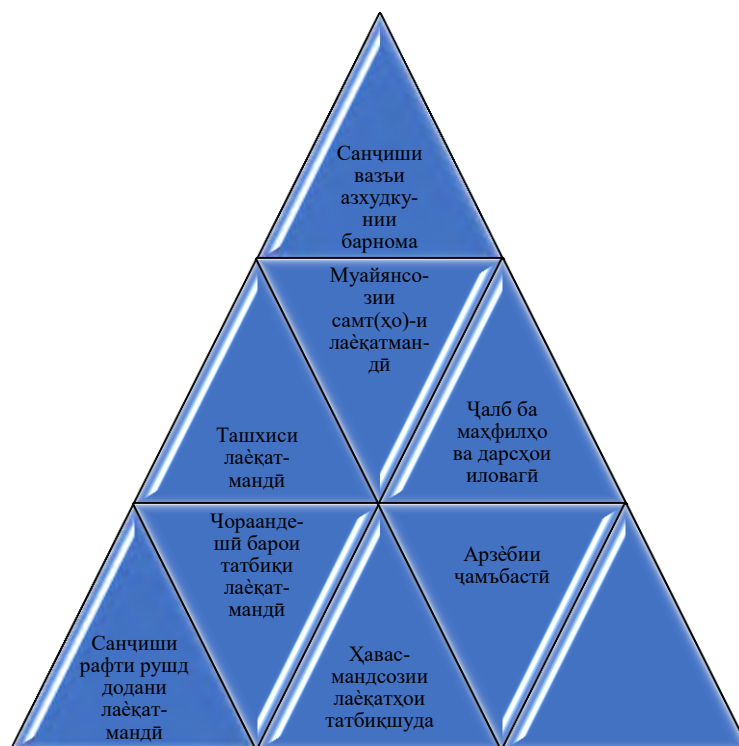 Санҷиши
вазъи
азхудку-
нии
барнома
Муайянсо-
зии
самт(ҳо)-и
лаѐқатман-
дӣ
Ташхиси
лаѐқат-
мандӣ
Ҷалб ба
маҳфилҳо
ва дарсҳои
иловагӣ
Чораанде-
шӣ барои
татбиқи
лаѐқат-
мандӣ
Арзѐбии
ҷамъбастӣ
Санҷиши
рафти рушд
додани
лаѐқат-
мандӣ
Ҳавас-
мандсозии
лаѐқатҳои
татбиқшуда